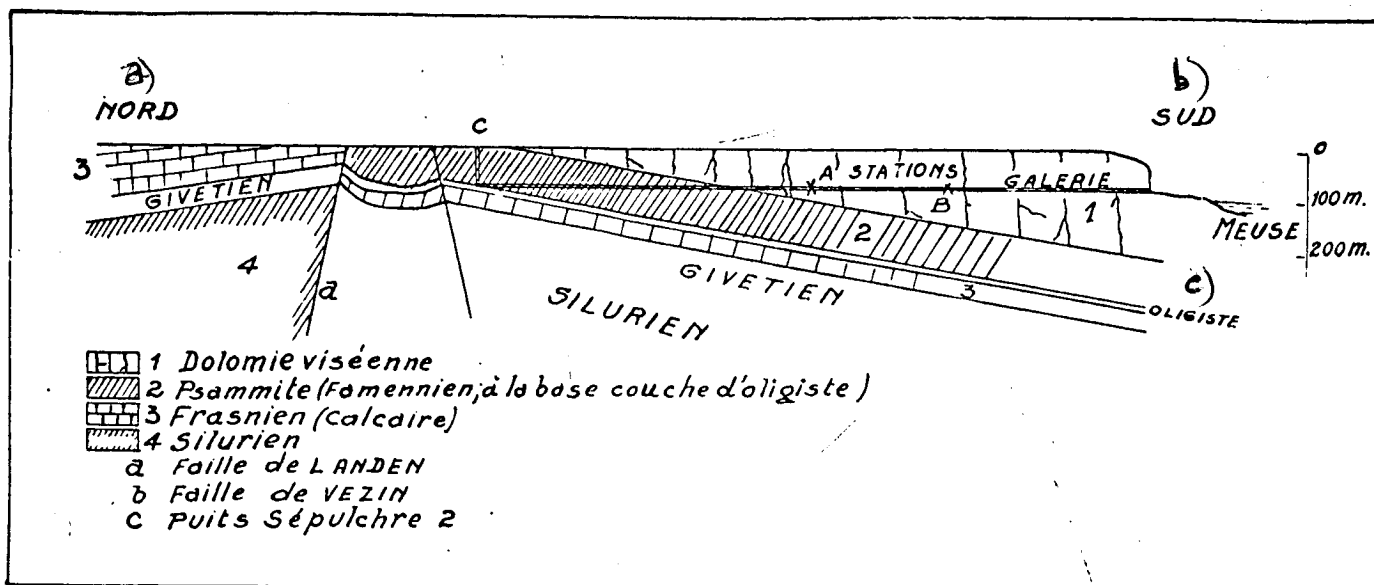 a) b)
NORD SUD
C
0
3
A' STATIONS
GALERIE
GIVETIEN
B
1
100 m.
2
MEUSE
4
200 m.
a
GIVETIEN
3
c)
SILURIEN
OLIGISTE
1 Dolomie viséenne
2 Psammite (Famennien, à la base couche d'oligiste)
3 Frasnien (Calcaire)
4 Silurien
a Faille de LANDEN
b Faille de VEZIN
C Puits Sépulchre 2